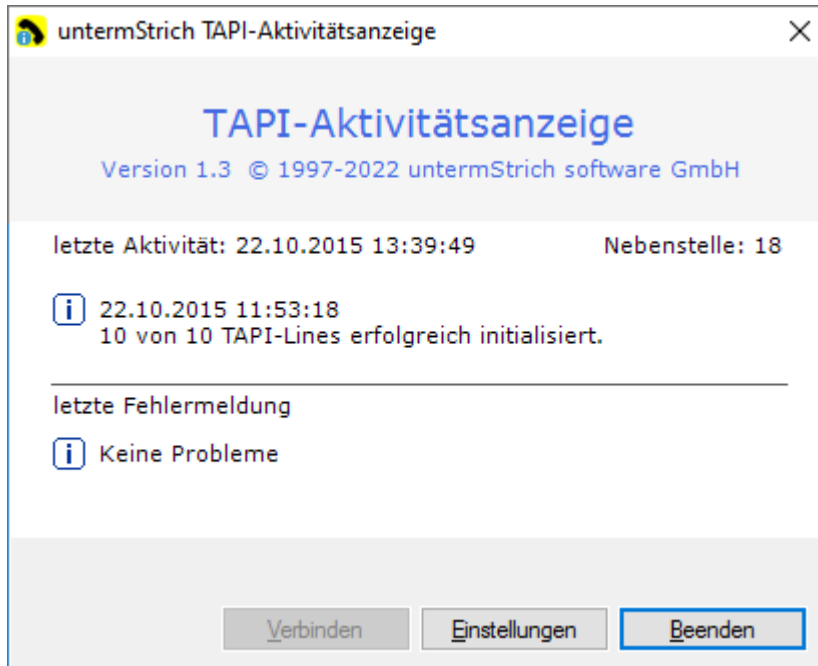 untermStrich TAPI-Aktivitätsanzeige
TAPI-Aktivitätsanzeige
Version 1.3 © 1997-2022 untermStrich software GmbH
letzte Aktivität: 22.10.2015 13:39:49 Nebenstelle: 18
22.10.2015 11:53:18
10 von 10 TAPI-Lines erfolgreich initialisiert.
letzte Fehlermeldung
Keine Probleme
Verbinden Einstellungen Beenden